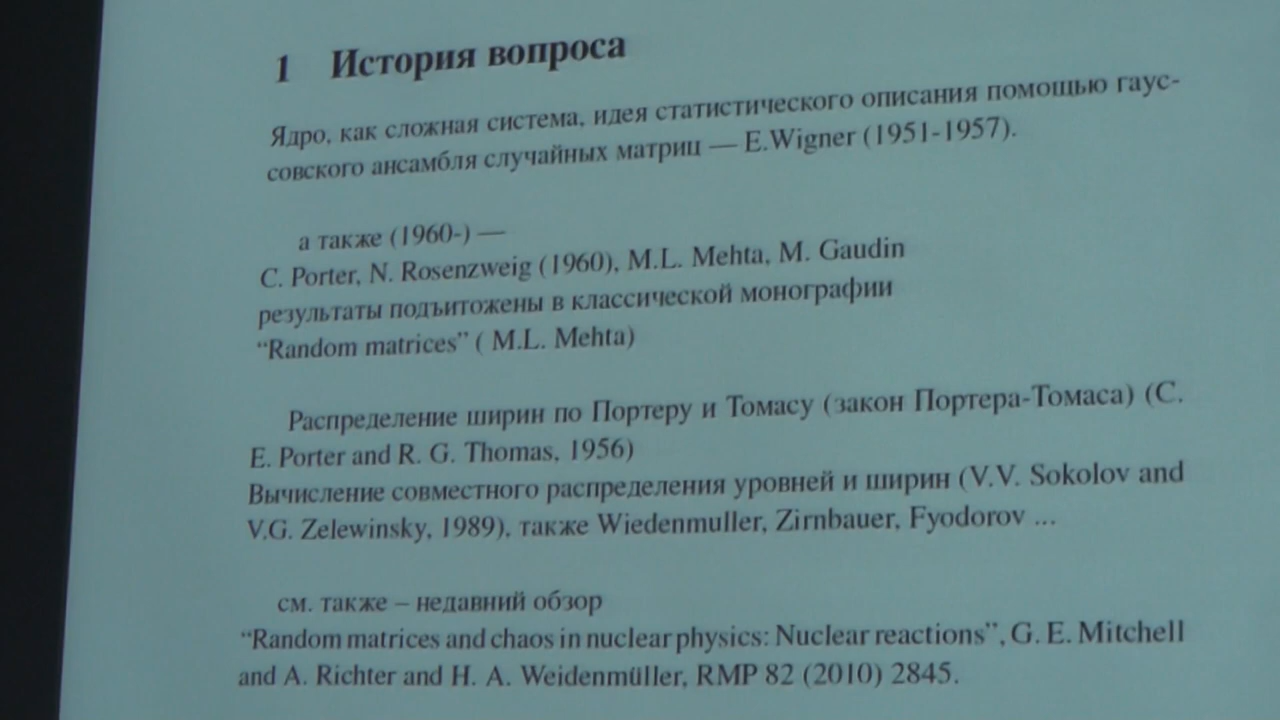 1 История вопроса
Ядро, как сложная система, идея статистического описания помощью гаус-
совского ансамбля случайных матриц — E.Wigner (1951-1957).
а также (1960-) —
C. Porter, N. Rosenzweig (1960), M.L. Mehta, M. Gaudin
результаты подъитожены в классической монографии
“Random matrices” ( M.L. Mehta)
Распределение ширин по Портеру и Томасу (закон Портера-Томаса) (C.
E. Porter and R. G. Thomas, 1956)
Вычисление совместного распределения уровней и ширин (V.V. Sokolov and
V.G. Zelewinsky, 1989), также Wiedenmuller, Zirnbauer, Fyodorov ...
см. также – недавний обзор
“Random matrices and chaos in nuclear physics: Nuclear reactions”, G. E. Mitchell
and A. Richter and H. A. Weidenmüller, RMP 82 (2010) 2845.